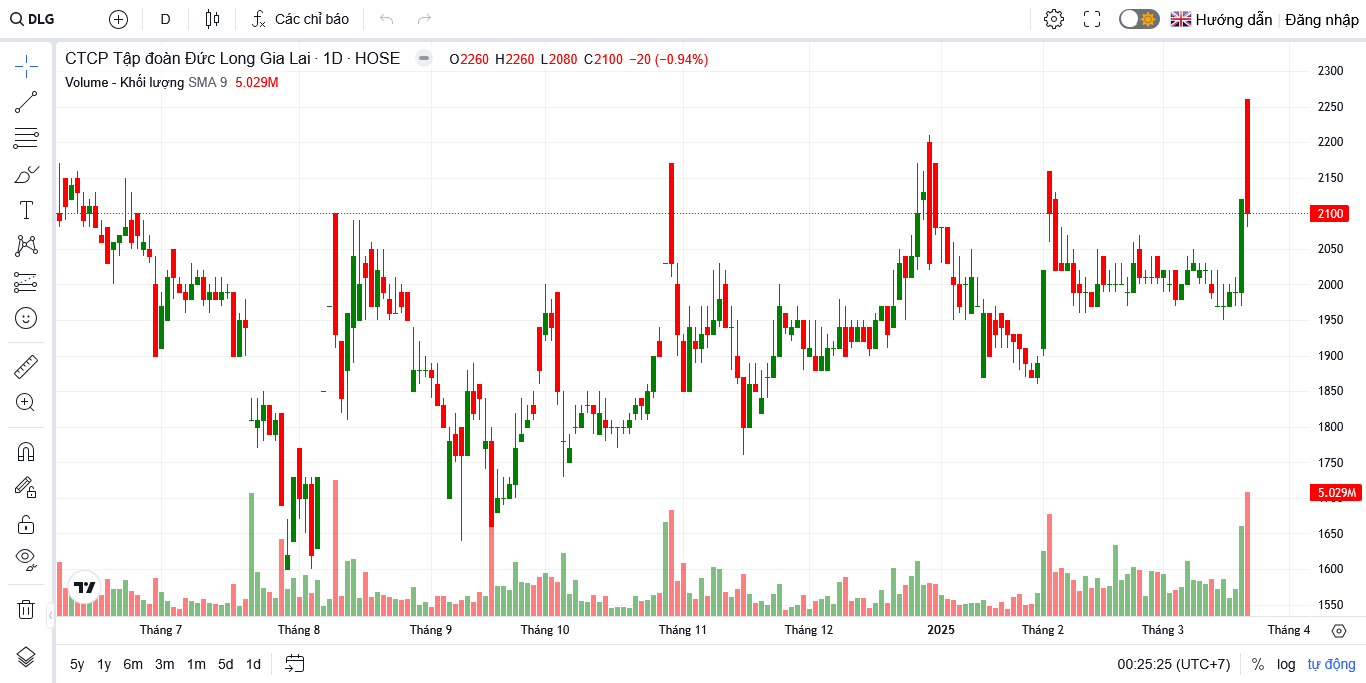 DLG D Các chỉ báo Hướng dẫn Đăng nhập
CTCP Tập đoàn Đức Long Gia Lai · 1D · HOSE O2260 H2260 L2080 C2100 −20 (−0.94%)
Volume - Khối lượng SMA 9 5.029M
2300
2250
2200
2150
2100
2050
2000
1950
1900
1850
1800
1750
5.029M
1650
1600
1550
Tháng 7 Tháng 8 Tháng 9 Tháng 10 Tháng 11 Tháng 12 2025 Tháng 2 Tháng 3 Tháng 4
5y 1y 6m 3m 1m 5d 1d 00:25:25 (UTC+7) % log tự động